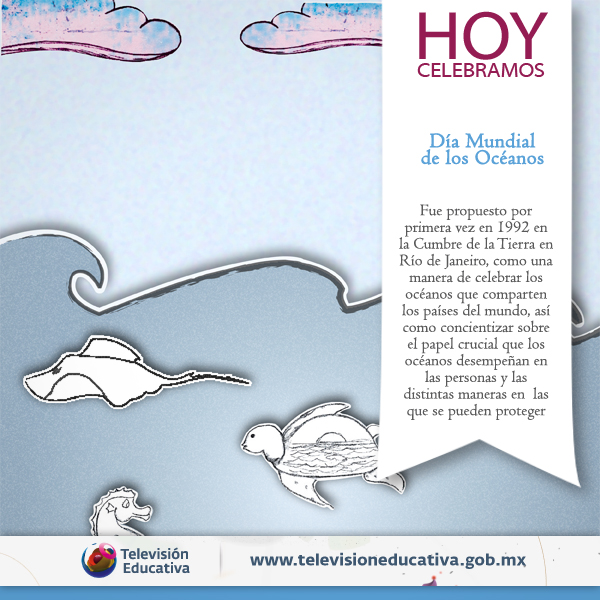 HOY
CELEBRAMOS
Día Mundial
de los Océanos
Fue propuesto por
primera vez en 1992 en
la Cumbre de la Tierra en
Río de Janeiro, como una
manera de celebrar los
océanos que comparten
los países del mundo, así
como concientizar sobre
el papel crucial que los
océanos desempeñan en
las personas y las
distintas maneras en las
que se pueden proteger
Televisión
Educativa
www.televisioneducativa.gob.mx